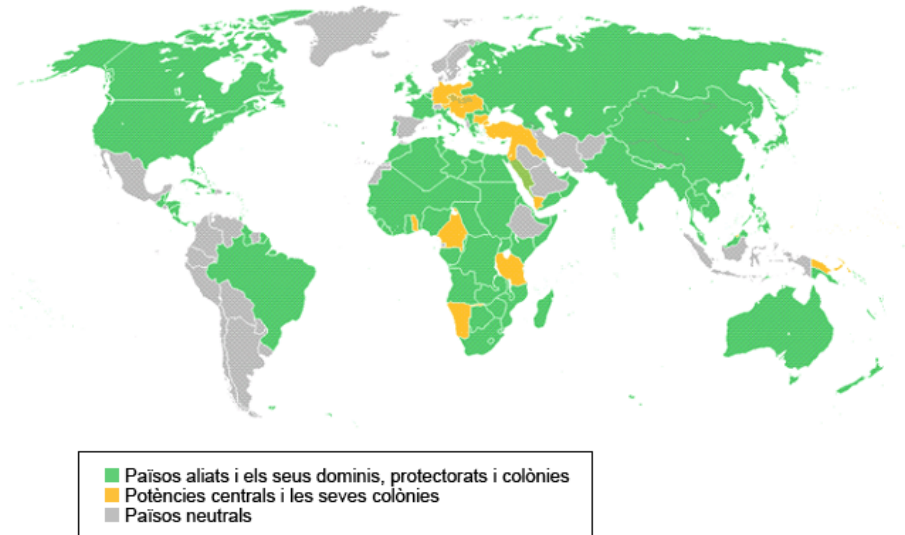 Països aliats i els seus dominis, protectorats i colònies
Potències centrals i les seves colònies
Països neutrals